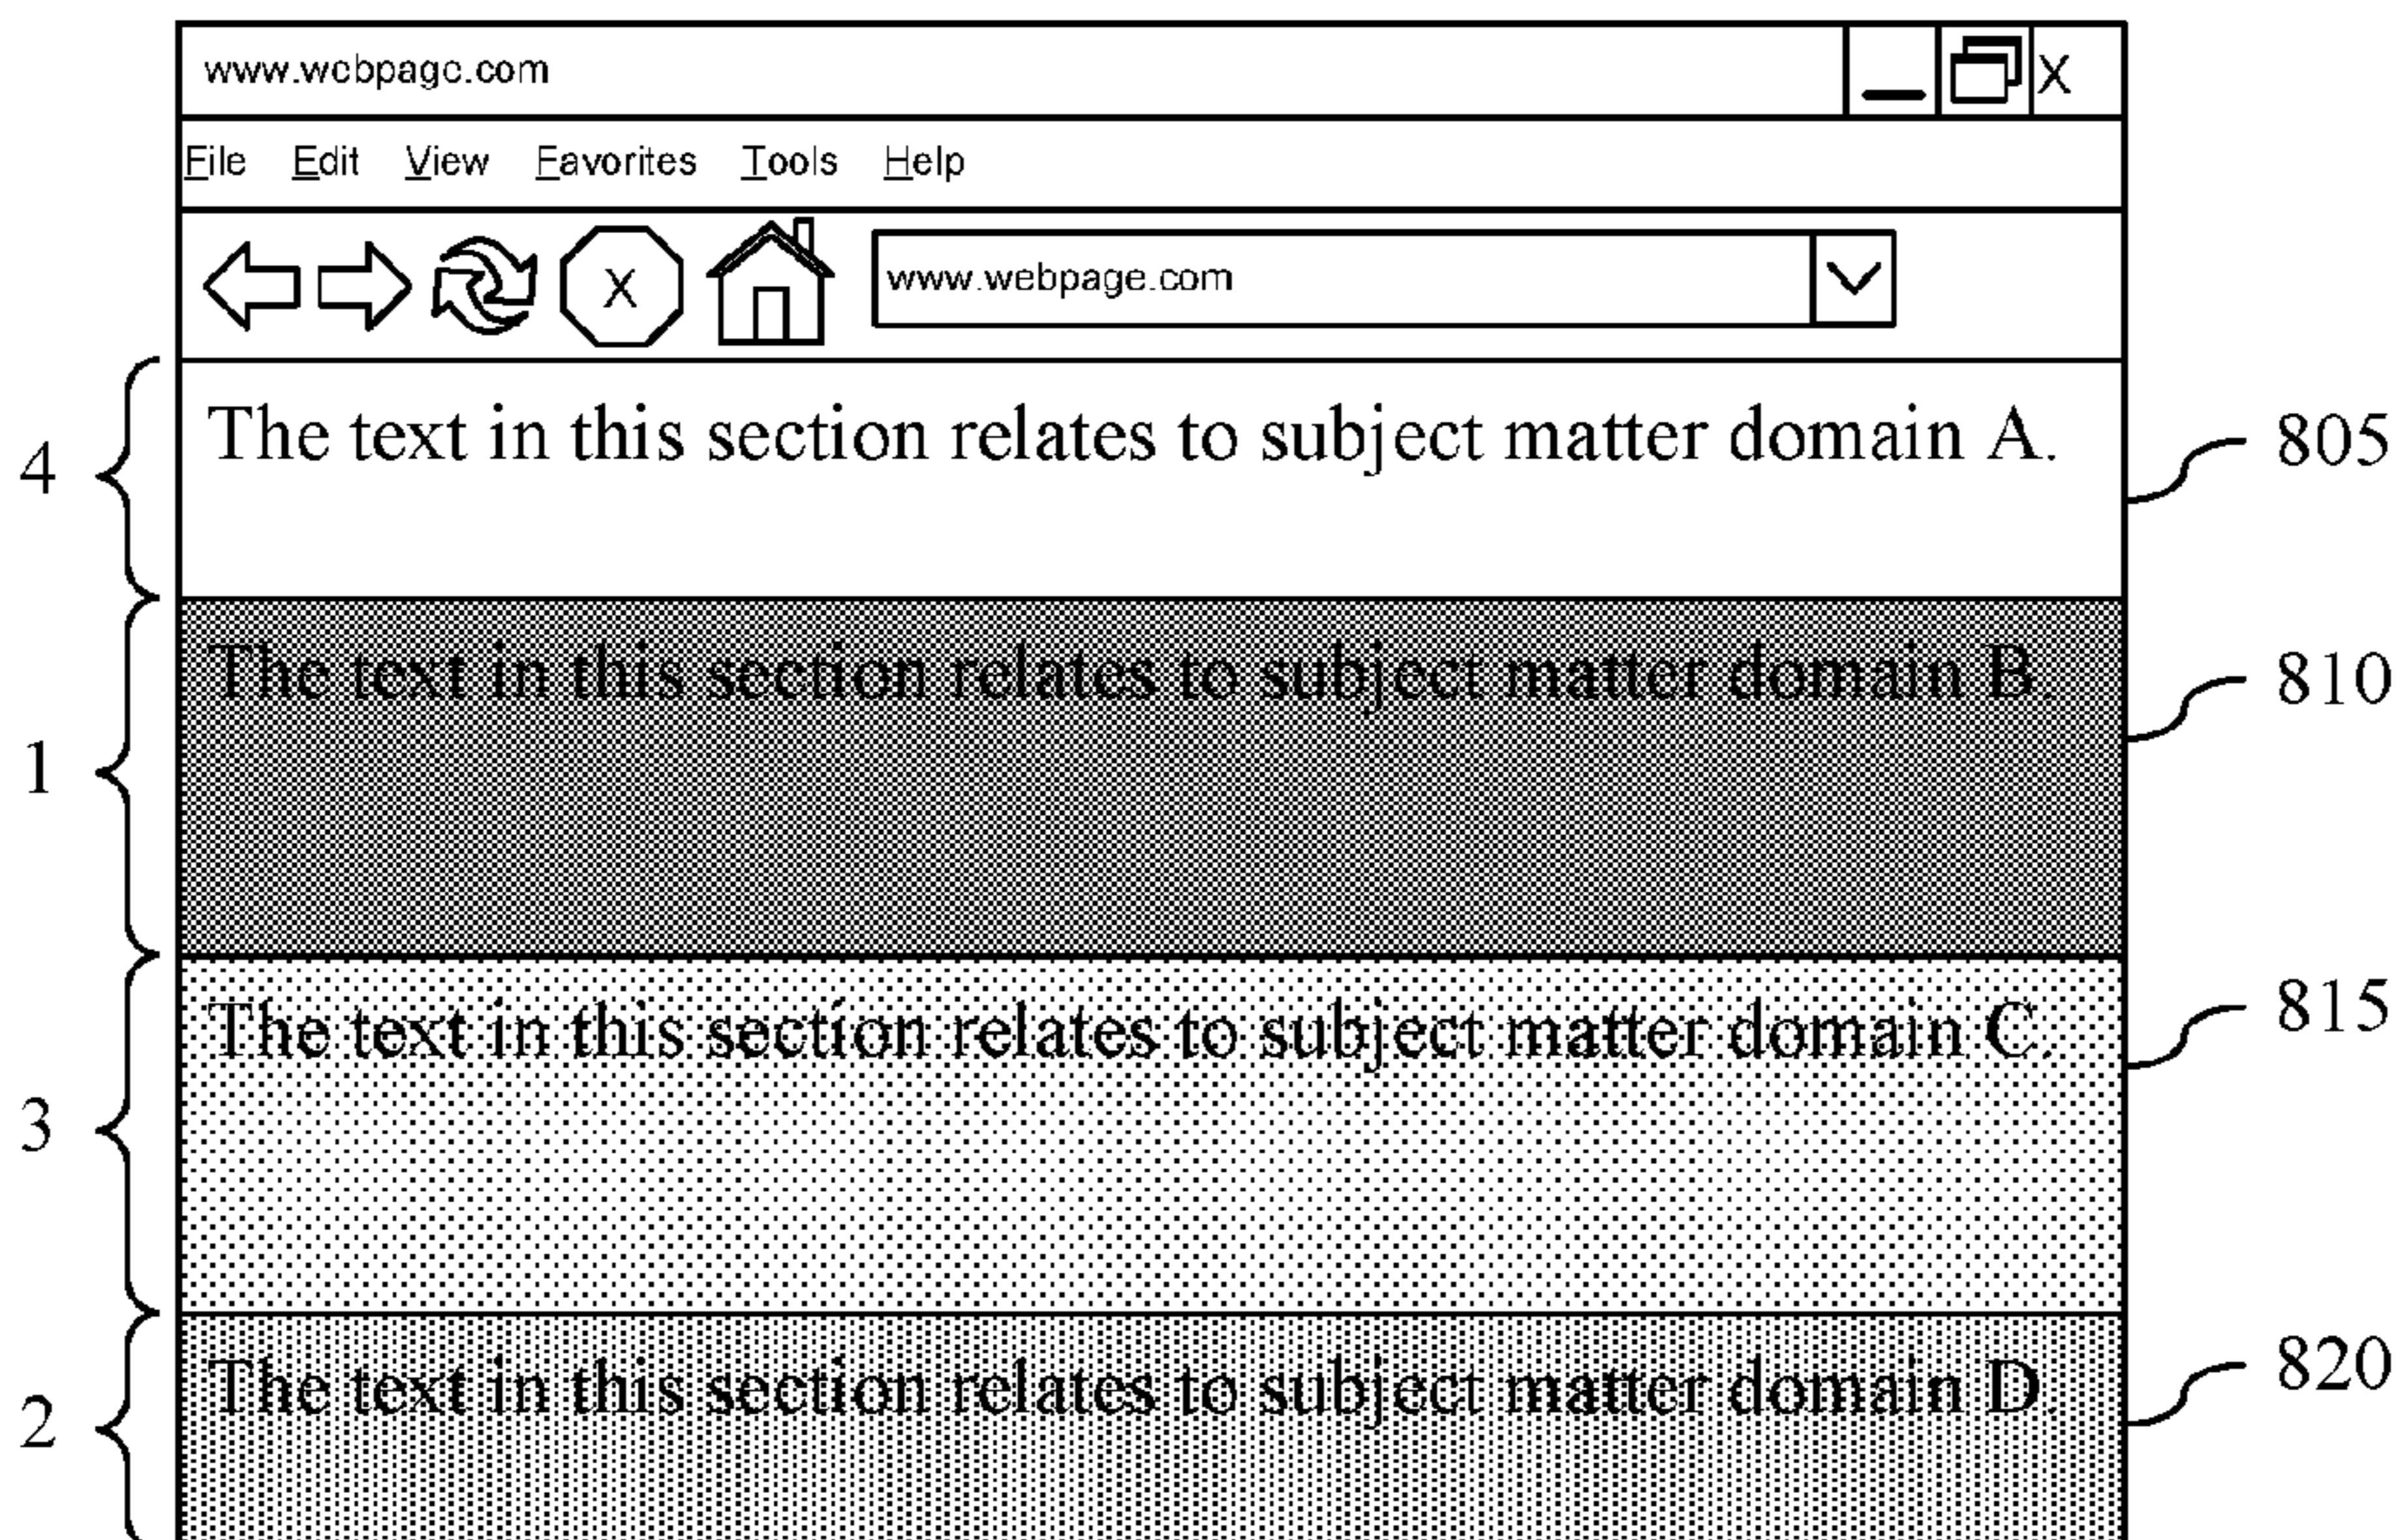 www.webpage.com X
File Edit View Favorites Tools Help
X www.webpage.com
4 The text in this section relates to subject matter domain A. 805
1 The text in this section relates to subject matter domain B. 810
3 The text in this section relates to subject matter domain C. 815
2 The text in this section relates to subject matter domain D. 820